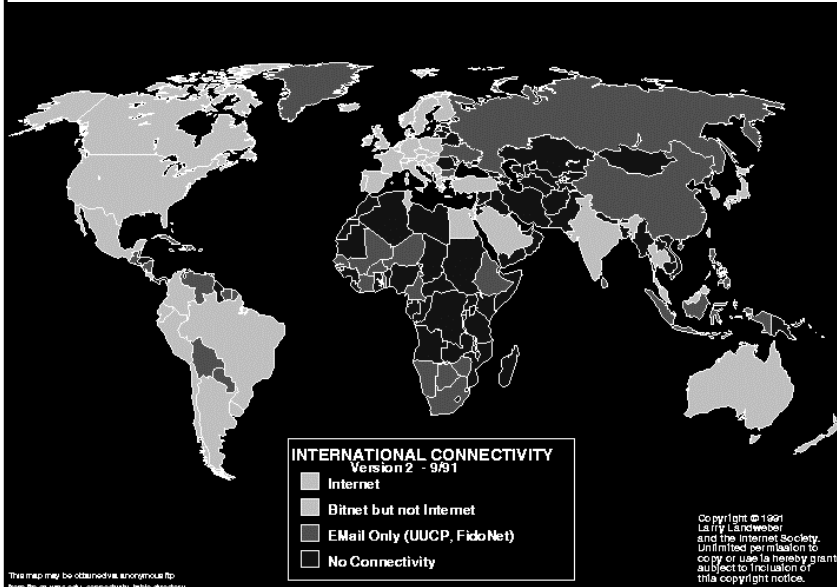 INTERNATIONAL CONNECTIVITY
Version 2 - 9/91
Internet
Bitnet but not Internet
EMail Only (UUCP, FidoNet)
No Connectivity
Copyright © 1991
Larry Landweber
and the Internet Society.
Unlimited permission to
copy or use is hereby grant
subject to inclusion of
this copyright notice.
This map may be obtained via anonymous ftp